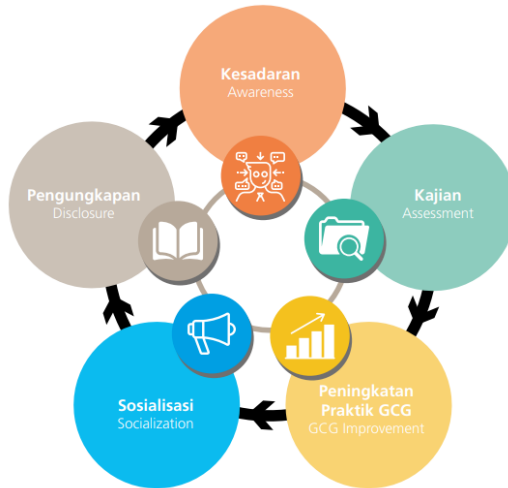 Kesadaran
Awareness
Kajian
Assessment
Peningkatan
Praktik GCG
GCG Improvement
Sosialisasi
Socialization
Pengungkapan
Disclosure